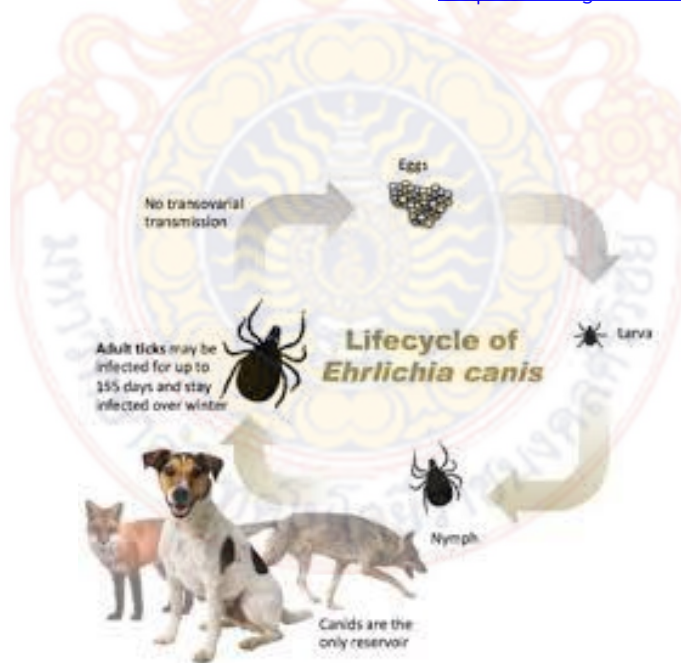 Eggs
No transovarial
transmission
Larva
Lifecycle of
Ehrlichia canis
Adult ticks may be
infected for up to
155 days and stay
infected over winter
Nymph
Canids are the
only reservoir